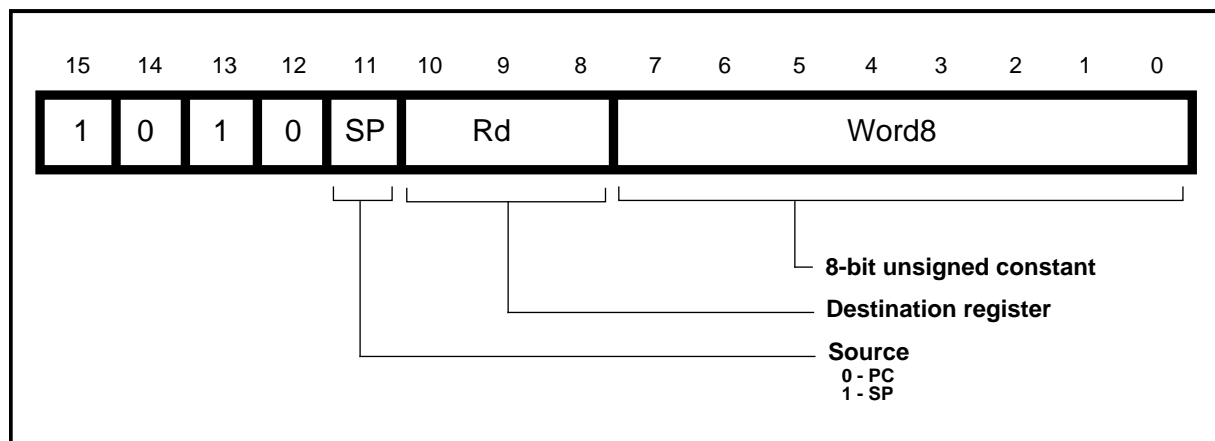 15 14 13 12 11 10 9 8 7 6 5 4 3 2 1 0
1 0 1 0 SP Rd Word8
8-bit unsigned constant
Destination register
Source
0 - PC
1 - SP